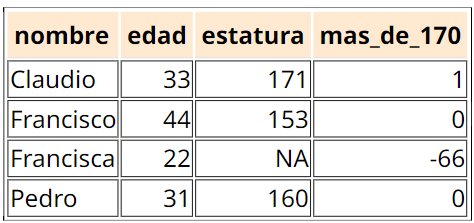 nombre edad estatura mas_de_170
Claudio 33 171 1
Francisco 44 153 0
Francisca 22 NA -66
Pedro 31 160 0